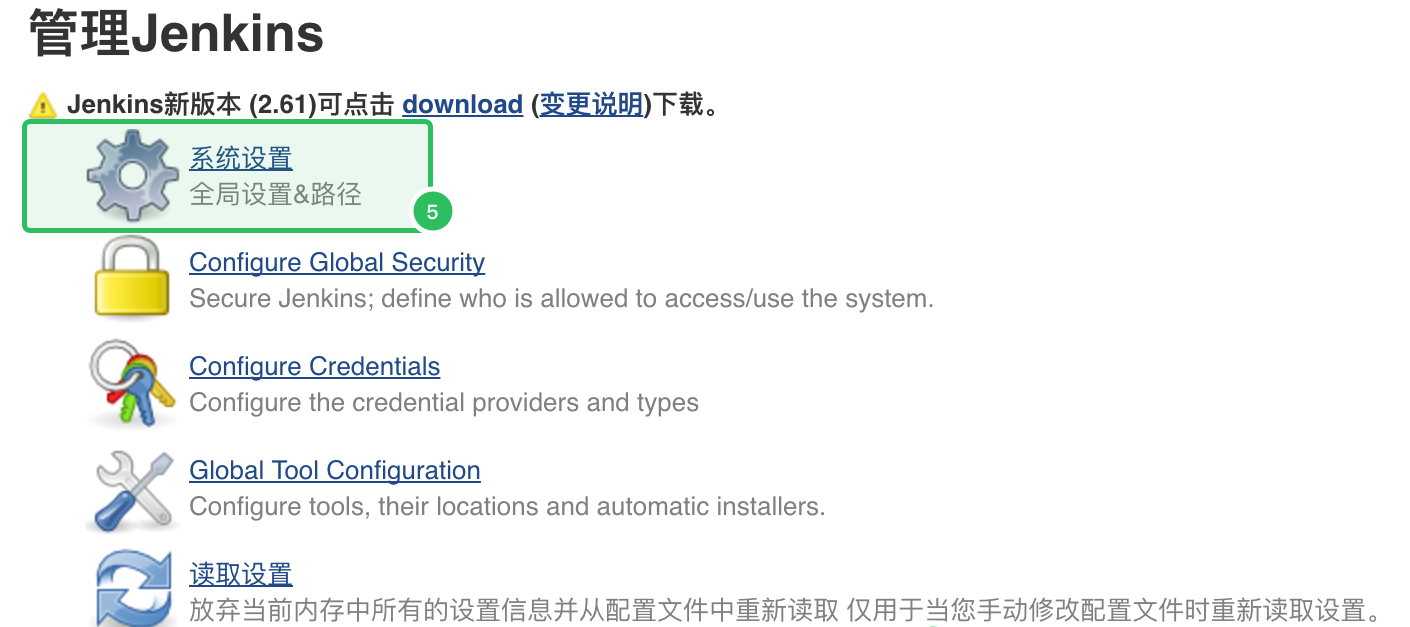 管理Jenkins
Jenkins新版本 (2.61)可点击 download (变更说明)下载。
系统设置
全局设置&路径
5
Configure Global Security
Secure Jenkins; define who is allowed to access/use the system.
Configure Credentials
Configure the credential providers and types
Global Tool Configuration
Configure tools, their locations and automatic installers.
读取设置
放弃当前内存中所有的设置信息并从配置文件中重新读取 仅用于当您手动修改配置文件时重新读取设置。